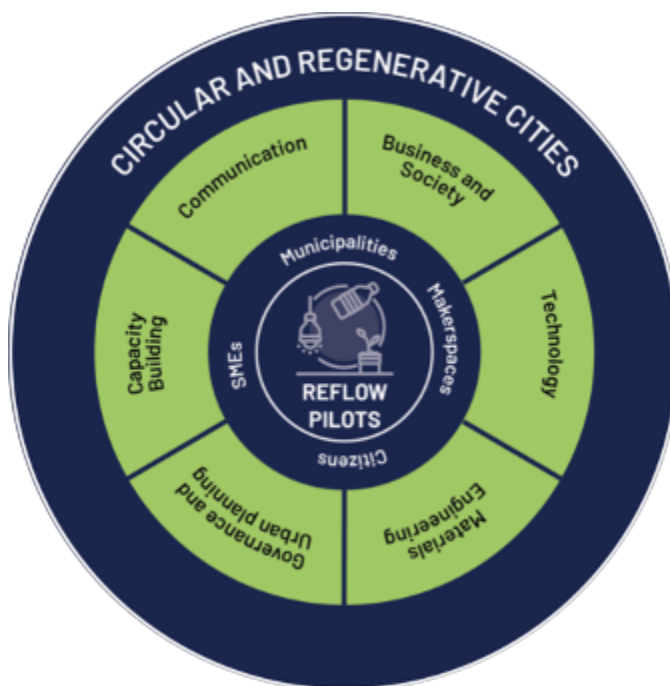 CIRCULAR AND REGENERATIVE CITIES
Communication
Business and
Society
Technology
Materials
Engineering
Governance and
Urban planning
Capacity
Building
Municipalities
Makerspaces
Citizens
SMEs
REFLOW
PILOTS